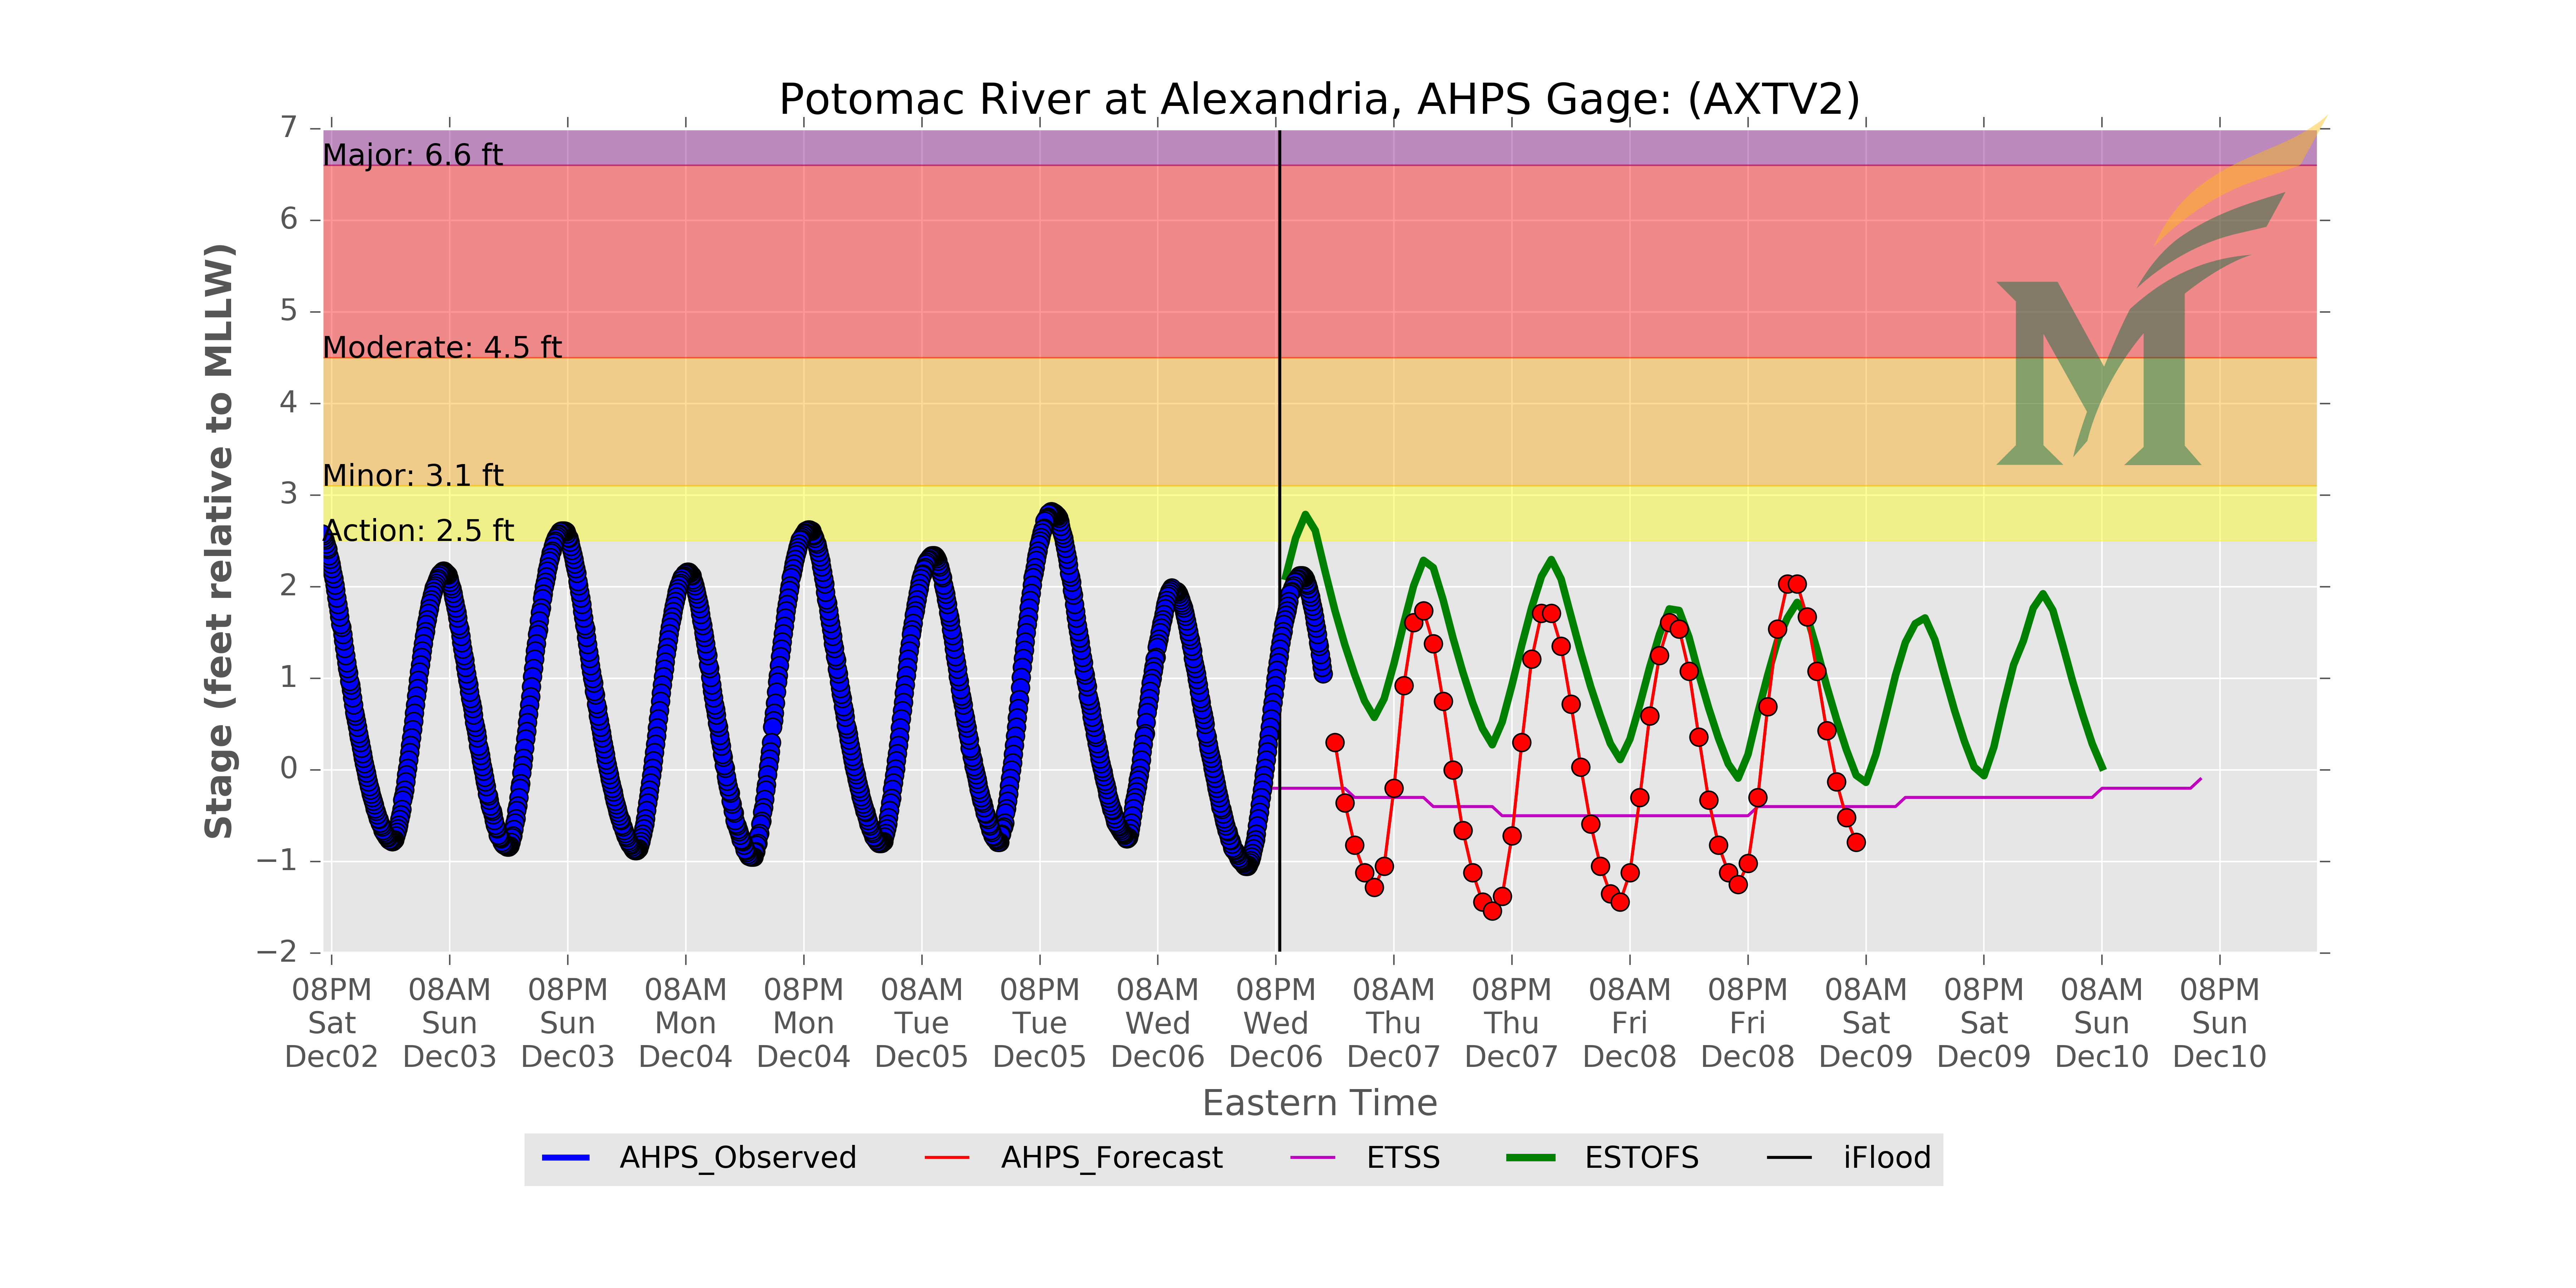 Potomac River at Alexandria, AHPS Gage: (AXTV2)
Stage (feet relative to MLLW)
7
6
5
4
3
2
1
0
−1
−2
Major: 6.6 ft
Moderate: 4.5 ft
Minor: 3.1 ft
Action: 2.5 ft
M
08PM 08AM 08PM 08AM 08PM 08AM 08PM 08AM 08PM 08AM 08PM 08AM 08PM 08AM 08PM 08AM 08PM
Sat Sun Sun Mon Mon Tue Tue Wed Wed Thu Thu Fri Fri Sat Sat Sun Sun
Dec02 Dec03 Dec03 Dec04 Dec04 Dec05 Dec05 Dec06 Dec06 Dec07 Dec07 Dec08 Dec08 Dec09 Dec09 Dec10 Dec10
Eastern Time
AHPS_Observed AHPS_Forecast ETSS ESTOFS iFlood